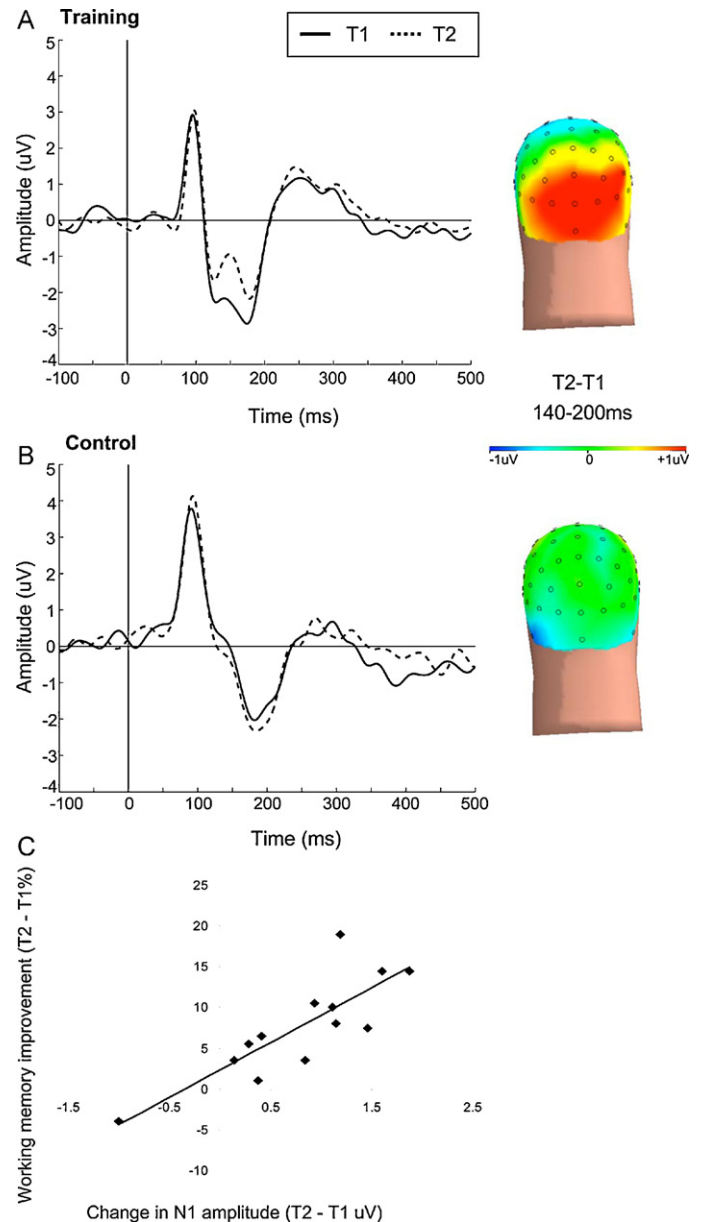 A Training
T1 T2
Amplitude (uV)
5
4
3
2
1
0
-1
-2
-3
-4
-100 0 100 200 300 400 500
Time (ms)
T2-T1
140-200ms
-1uV 0 +1uV
B Control
Amplitude (uV)
5
4
3
2
1
0
-1
-2
-3
-4
-100 0 100 200 300 400 500
Time (ms)
C
Working memory improvement (T2 - T1%)
25
20
15
10
5
0
-1.5 -0.5 0.5 1.5 2.5
-5
-10
Change in N1 amplitude (T2 - T1 uV)